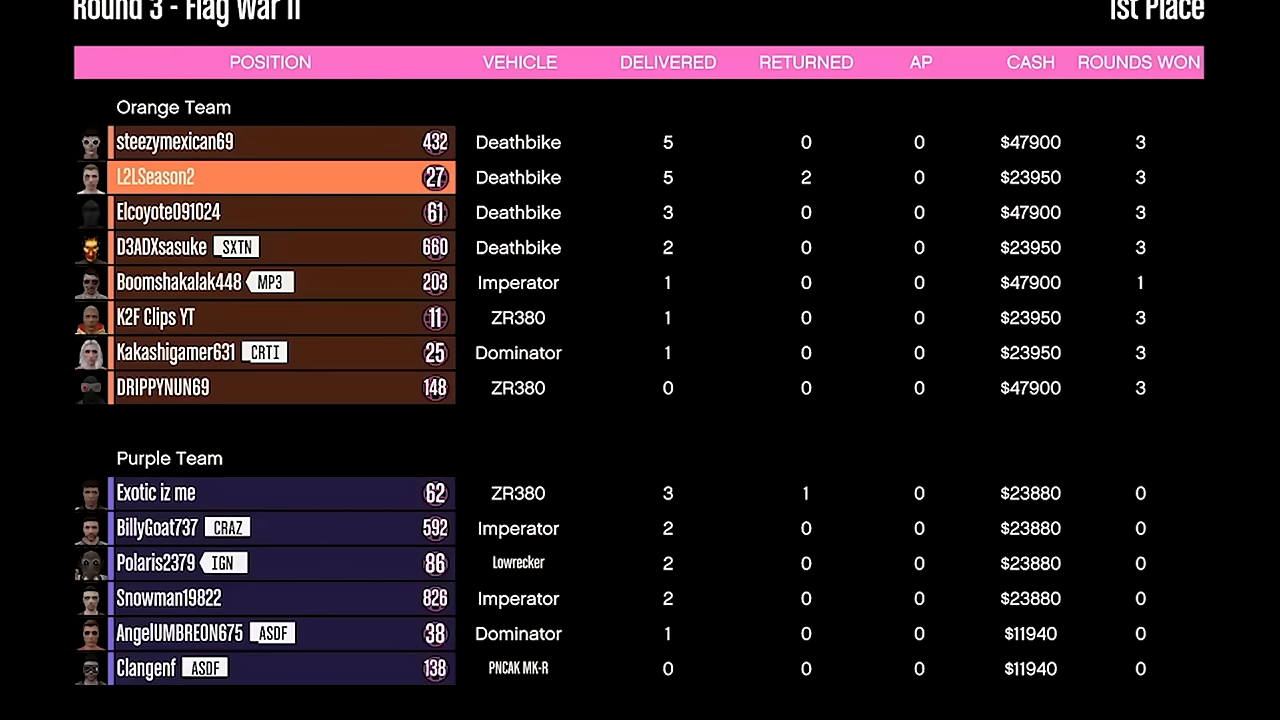 Round 3 - Flag War II 1st Place
POSITION VEHICLE DELIVERED RETURNED AP CASH ROUNDS WON
Orange Team
steezymexican69 432 Deathbike 5 0 0 $47900 3
L2LSeason2 27 Deathbike 5 2 0 $23950 3
Elcoyote091024 61 Deathbike 3 0 0 $47900 3
D3ADXsasuke SXTN 660 Deathbike 2 0 0 $23950 3
Boomshakalak448 MP3 203 Imperator 1 0 0 $47900 1
K2F Clips YT 11 ZR380 1 0 0 $23950 3
Kakashigamer631 CRTI 25 Dominator 1 0 0 $23950 3
DRIPPYNUN69 148 ZR380 0 0 0 $47900 3
Purple Team
Exotic iz me 62 ZR380 3 1 0 $23880 0
BillyGoat737 CRAZ 592 Imperator 2 0 0 $23880 0
Polaris2379 IGN 86 Lowrecker 2 0 0 $23880 0
Snowman19822 826 Imperator 2 0 0 $23880 0
AngelUMBREON675 ASDF 38 Dominator 1 0 0 $11940 0
Clangenf ASDF 138 PNCAK MK-R 0 0 0 $11940 0